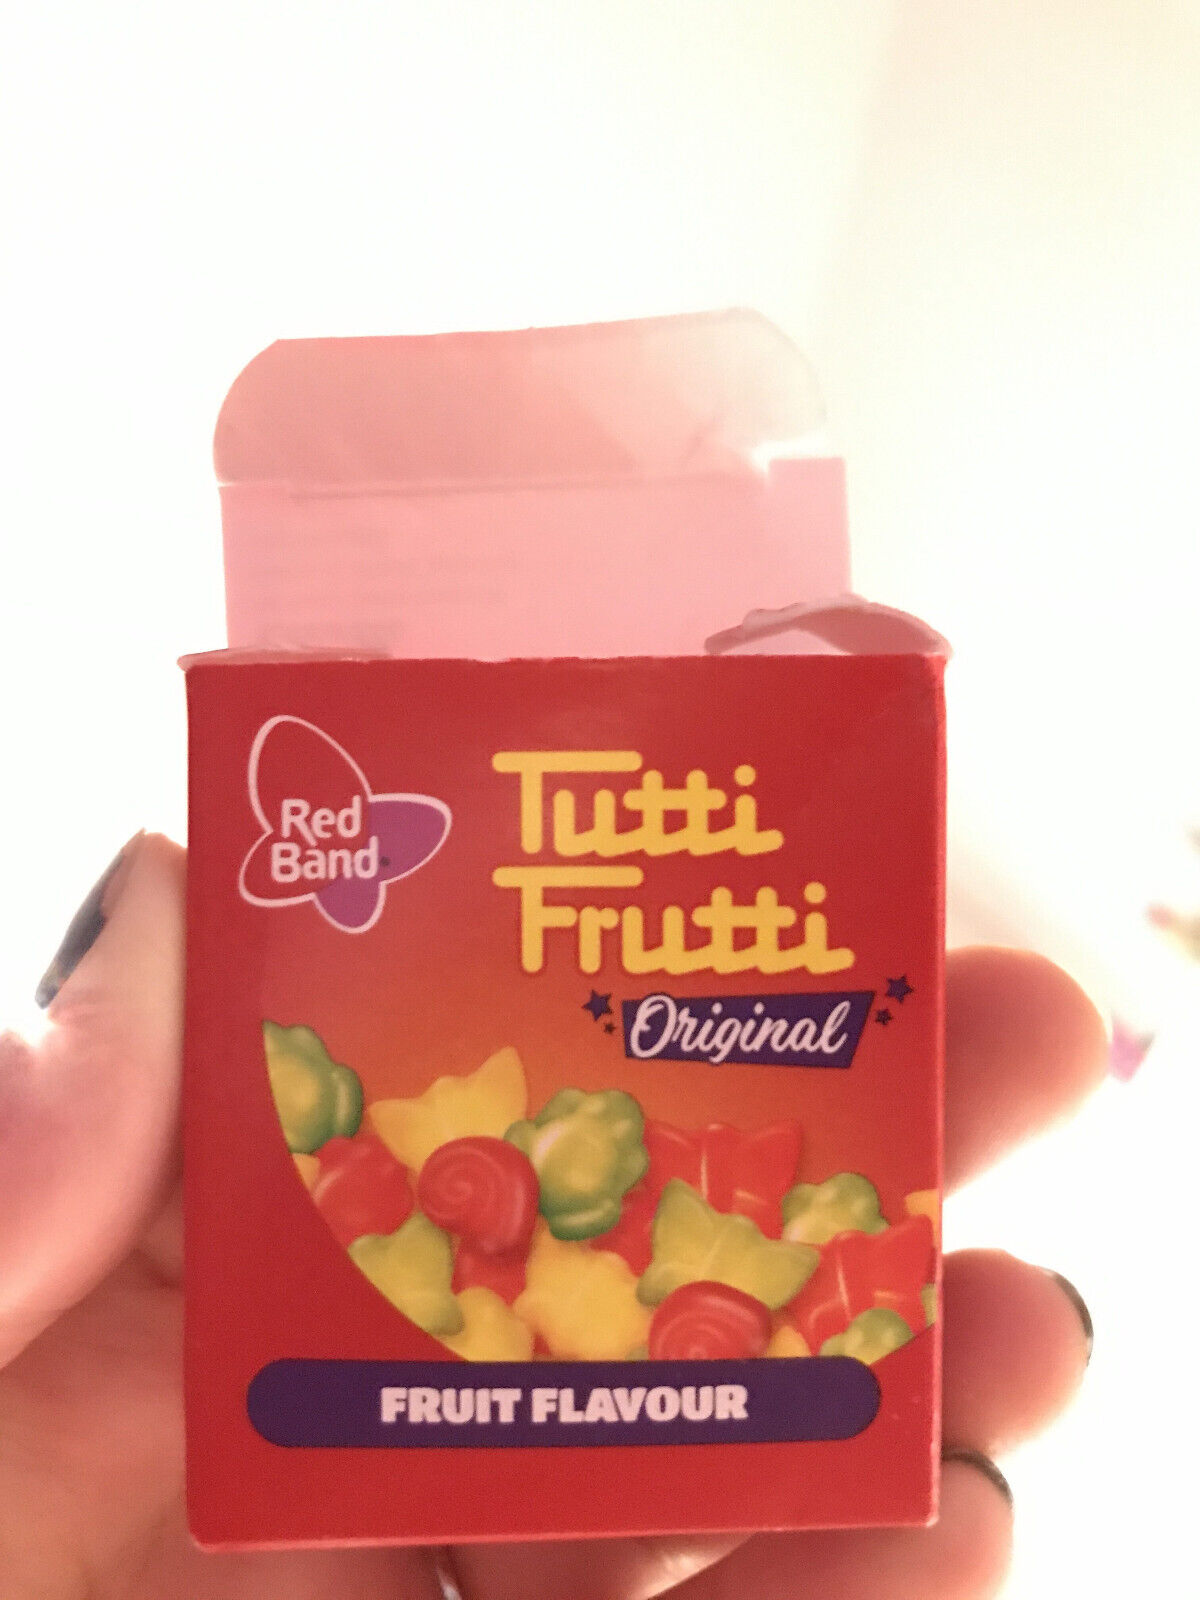 Red
Band
Tutti
Frutti
Original
FRUIT FLAVOUR